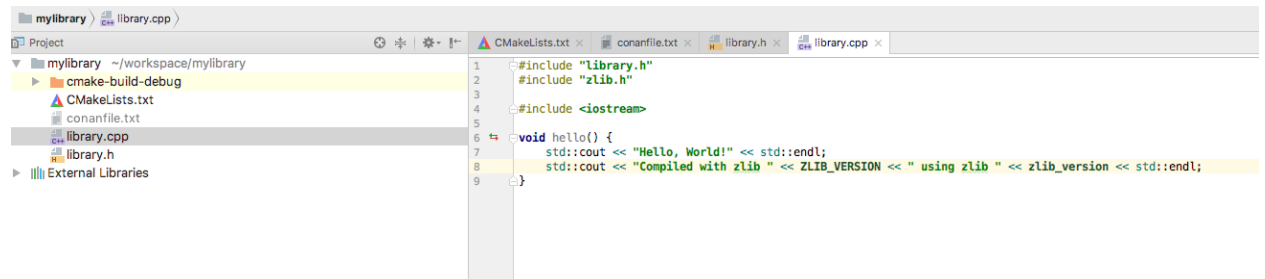 mylibrary library.cpp
Project
CMakeLists.txt conanfile.txt library.h library.cpp
mylibrary ~/workspace/mylibrary
cmake-build-debug
CMakeLists.txt
conanfile.txt
library.cpp
library.h
External Libraries
1 #include "library.h"
2 #include "zlib.h"
3
4 #include <iostream>
5
6 void hello() {
7 std::cout << "Hello, World!" << std::endl;
8 std::cout << "Compiled with zlib " << ZLIB_VERSION << " using zlib " << zlib_version << std::endl;
9 }